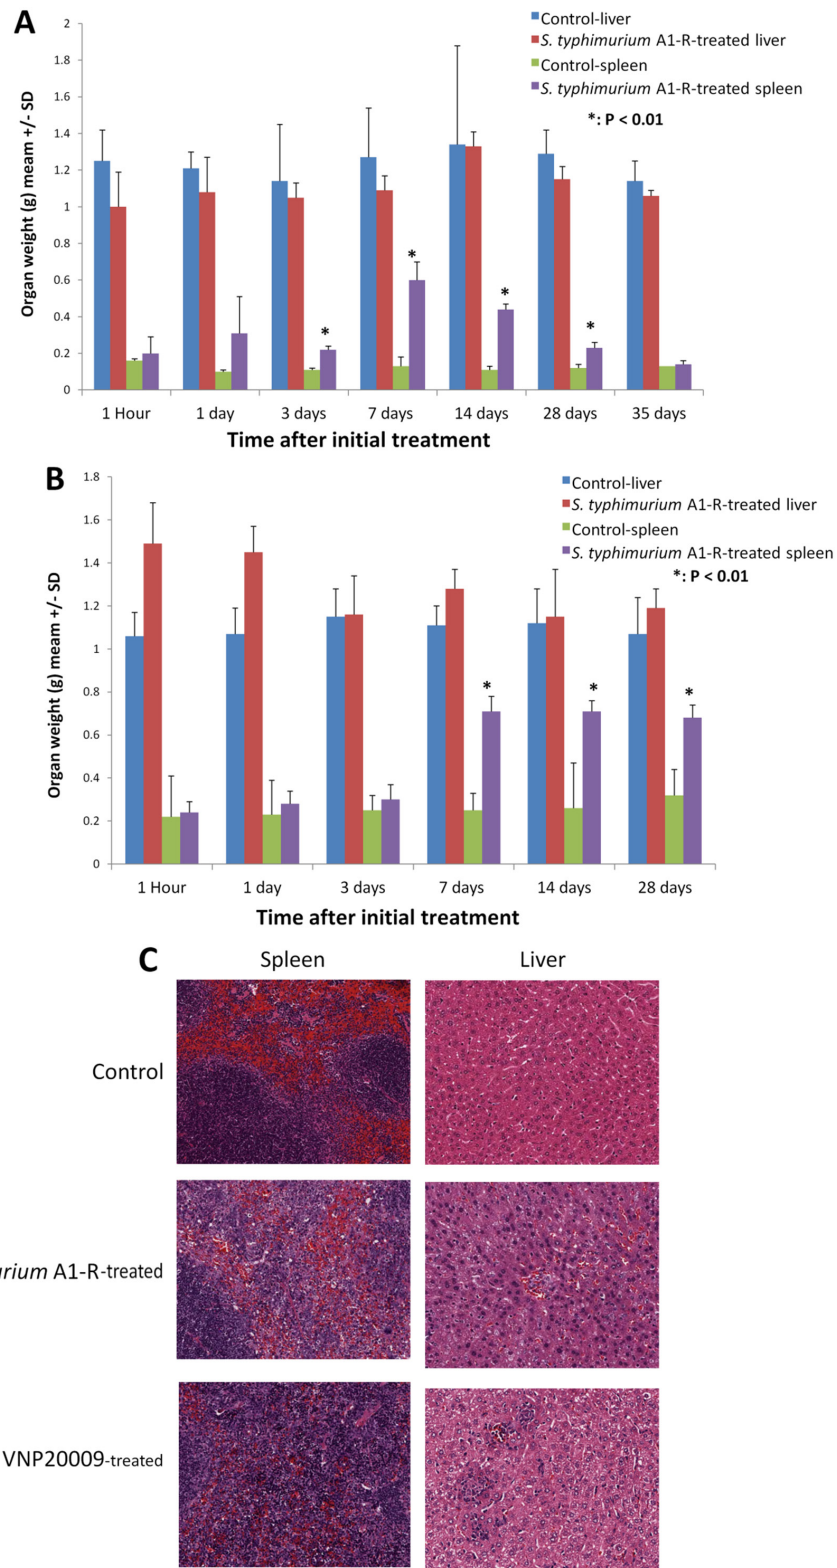 A
Control-liver
S. typhimurium A1-R-treated liver
Control-spleen
S. typhimurium A1-R-treated spleen
*: P < 0.01
Organ weight (g) meam +/- SD
2
1.8
1.6
1.4
1.2
1
0.8
0.6
0.4
0.2
0
* * * *
1 Hour 1 day 3 days 7 days 14 days 28 days 35 days
Time after initial treatment
B
Control-liver
S. typhimurium A1-R-treated liver
Control-spleen
S. typhimurium A1-R-treated spleen
*: P < 0.01
Organ weight (g) meam +/- SD
1.8
1.6
1.4
1.2
1
0.8
0.6
0.4
0.2
0
* * *
1 Hour 1 day 3 days 7 days 14 days 28 days
Time after initial treatment
C
Spleen Liver
Control
urium A1-R-treated
VNP20009-treated